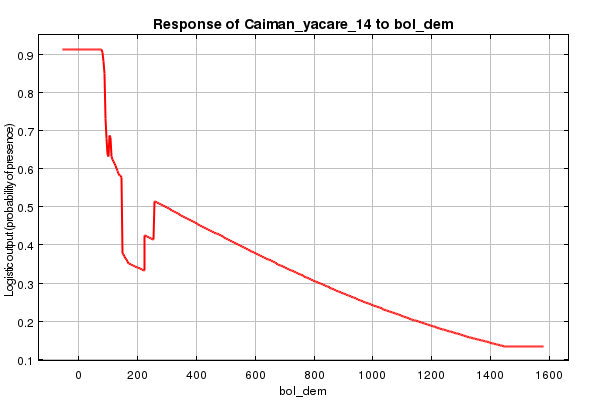 Response of Caiman_yacare_14 to bol_dem
Logistic output (probability of presence)
0.9
0.8
0.7
0.6
0.5
0.4
0.3
0.2
0.1
0 200 400 600 800 1000 1200 1400 1600
bol_dem